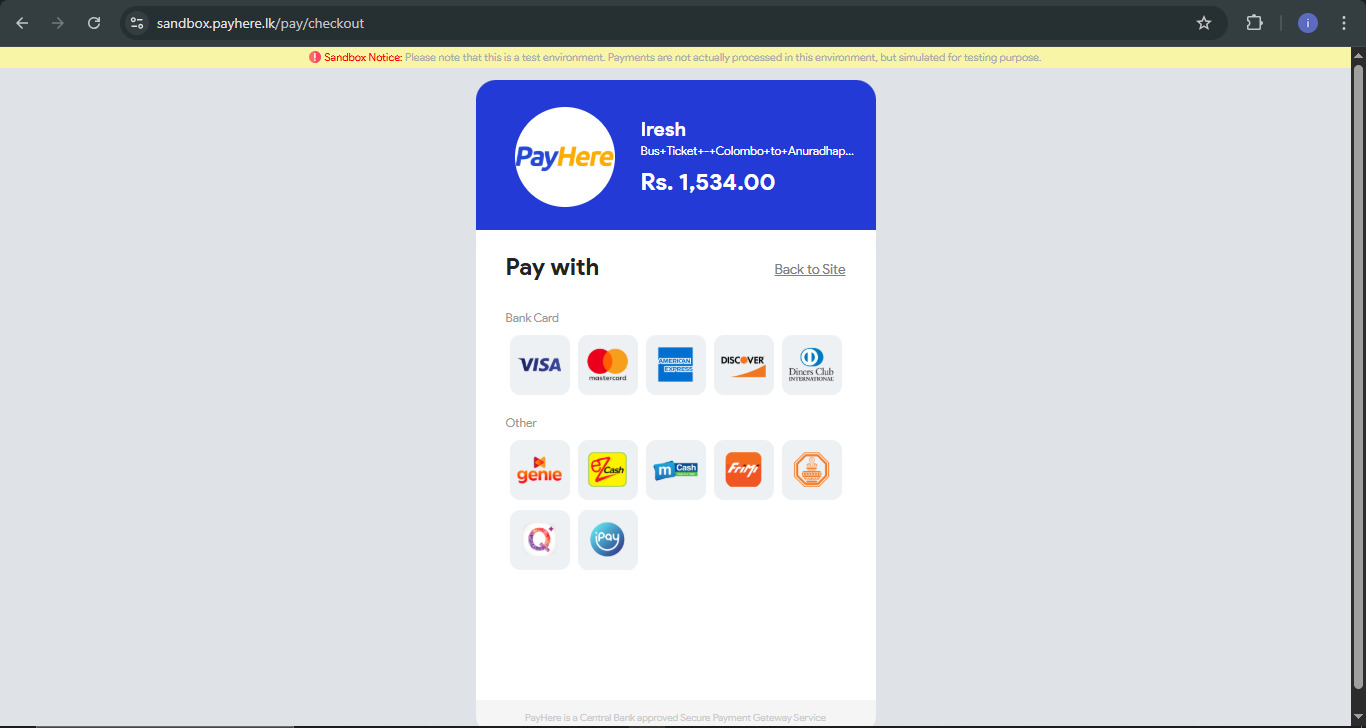 sandbox.payhere.lk/pay/checkout
i
Sandbox Notice: Please note that this is a test environment. Payments are not actually processed in this environment, but simulated for testing purpose.
PayHere
Iresh
Bus+Ticket+-+Colombo+to+Anuradhap...
Rs. 1,534.00
Pay with
Back to Site
Bank Card
VISA
mastercard
AMERICAN EXPRESS
DISCOVER
Diners Club
INTERNATIONAL
Other
genie
eZ Cash
m Cash
FriMi
Q+
iPay
PayHere is a Central Bank approved Secure Payment Gateway Service